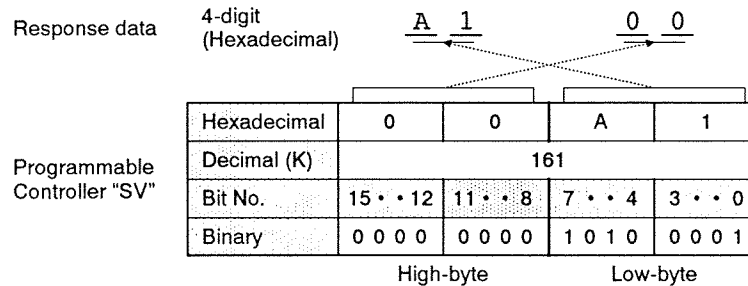 Response data
4-digit
(Hexadecimal)
A 1 0 0
Programmable
Controller "SV"
Hexadecimal 0 0 A 1
Decimal (K) 161
Bit No. 15 • • 12 11 • • 8 7 • • 4 3 • • 0
Binary 0 0 0 0 0 0 0 0 1 0 1 0 0 0 0 1
High-byte Low-byte